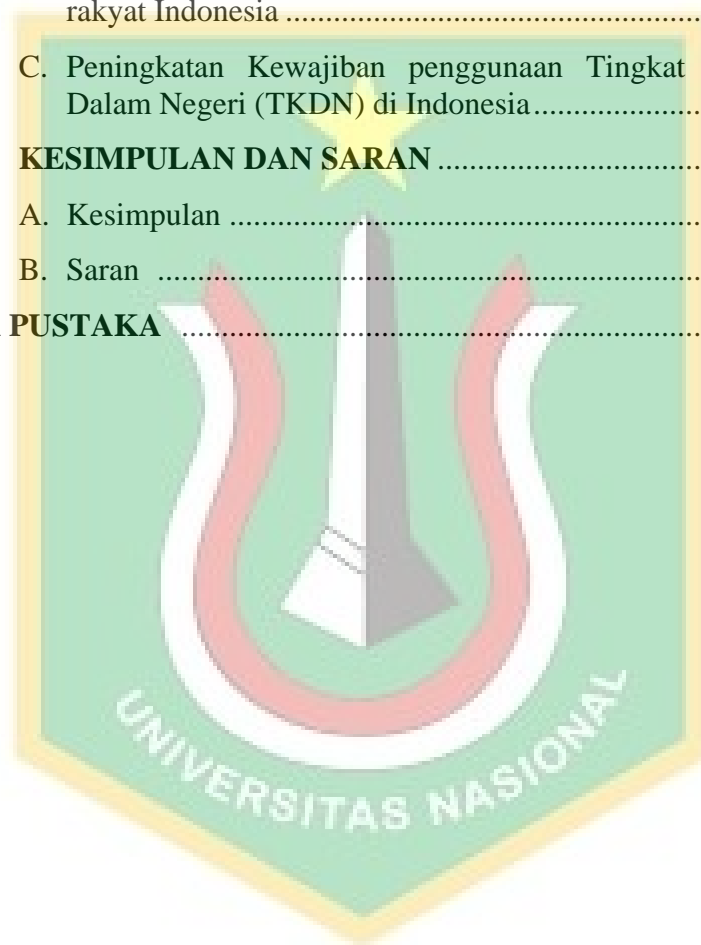 rakyat Indonesia ........................................................
C. Peningkatan Kewajiban penggunaan Tingkat
Dalam Negeri (TKDN) di Indonesia ......................
KESIMPULAN DAN SARAN ...................................
A. Kesimpulan ...............................................................
B. Saran ........................................................................
PUSTAKA ......................................................................
UNIVERSITAS NASIONAL